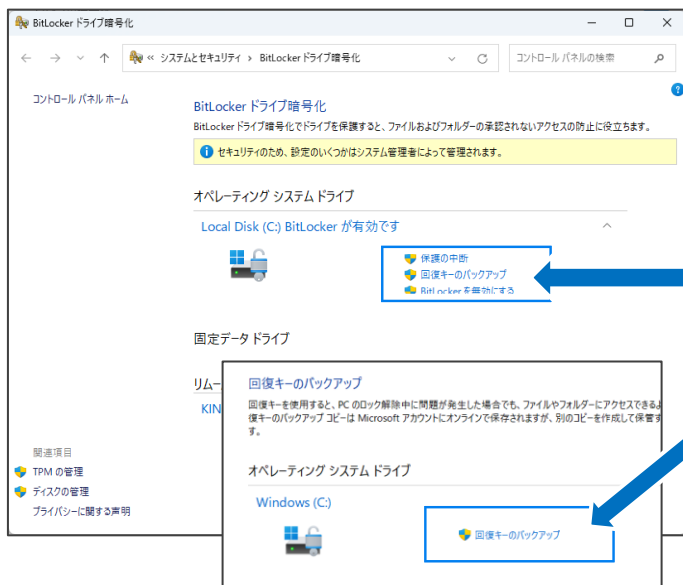 BitLocker ドライブ暗号化
« システムとセキュリティ › BitLocker ドライブ暗号化
コントロール パネルの検索
コントロール パネル ホーム
BitLocker ドライブ暗号化
BitLocker ドライブ暗号化でドライブを保護すると、ファイルおよびフォルダーの承認されないアクセスの防止に役立ちます。
セキュリティのため、設定のいくつかはシステム管理者によって管理されます。
オペレーティング システム ドライブ
Local Disk (C:) BitLocker が有効です
保護の中断
回復キーのバックアップ
BitLocker を無効にする
固定データ ドライブ
リムー
KIN
回復キーのバックアップ
回復キーを使用すると、PC のロック解除中に問題が発生した場合でも、ファイルやフォルダーにアクセスできるよ
復キーのバックアップ コピーは Microsoft アカウントにオンラインで保存されますが、別のコピーを作成して保管す
す。
オペレーティング システム ドライブ
Windows (C:)
回復キーのバックアップ
関連項目
TPM の管理
ディスクの管理
プライバシーに関する声明